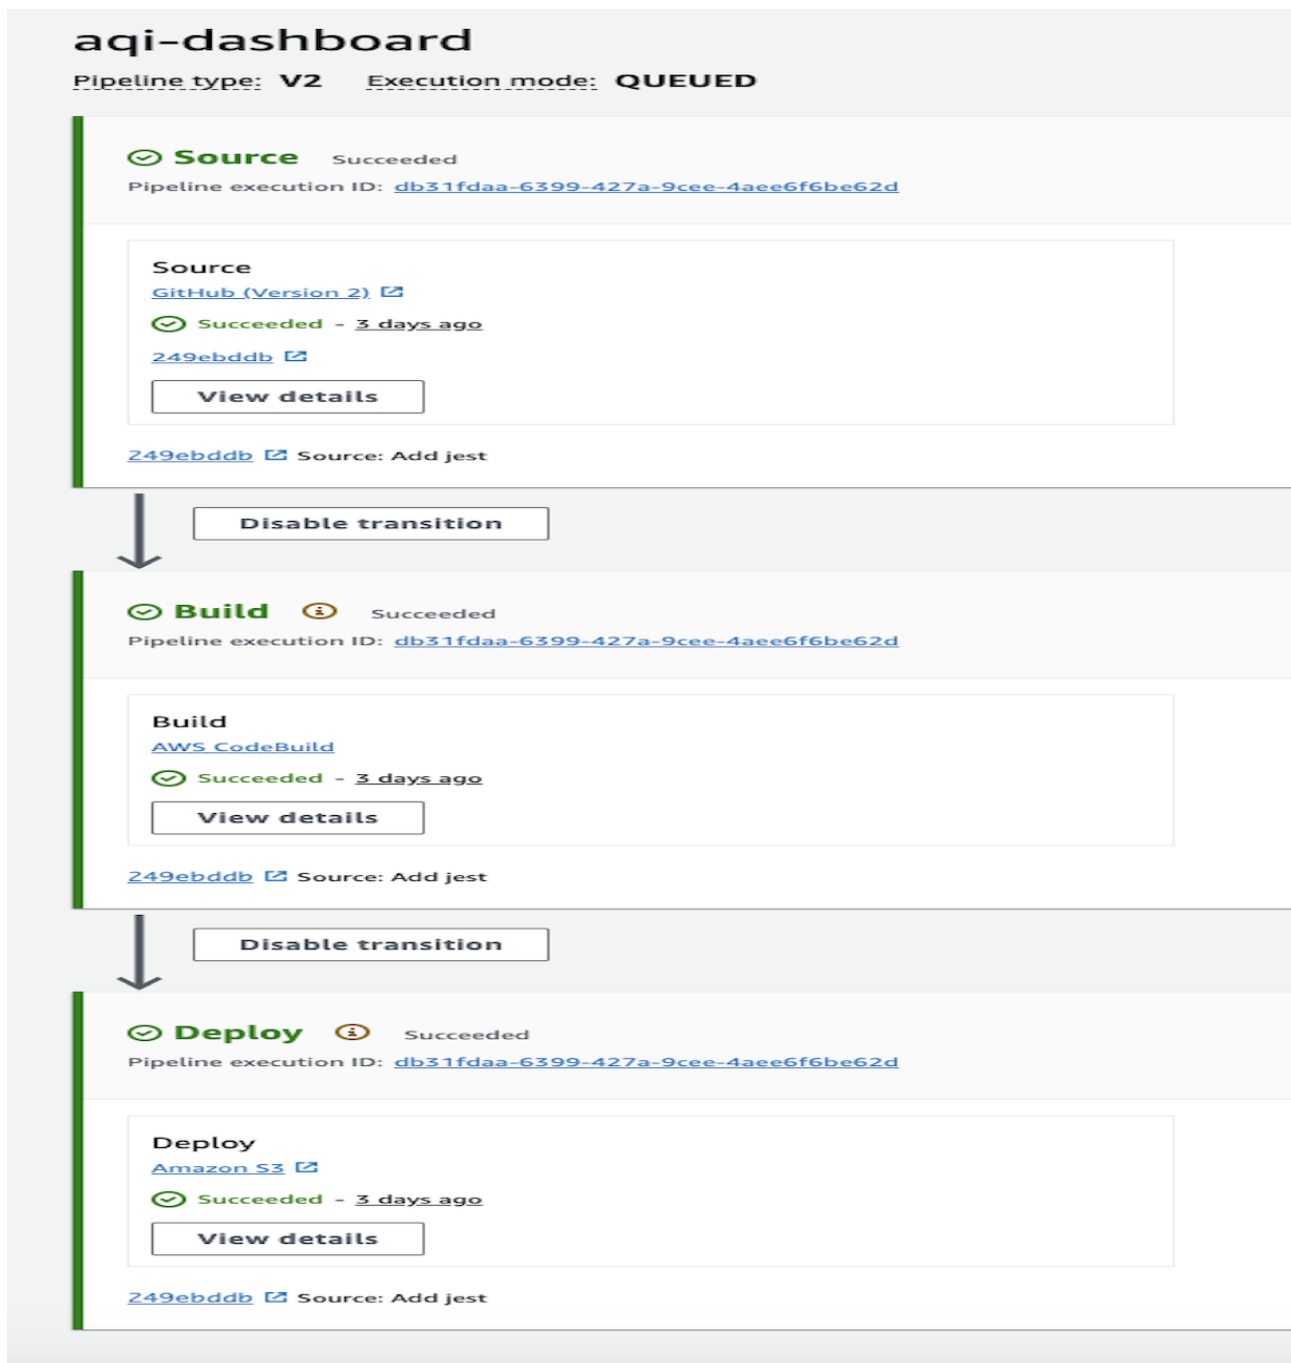 aqi-dashboard
Pipeline type: V2 Execution mode: QUEUED
Source Succeeded
Pipeline execution ID: db31fdaa-6399-427a-9cee-4aee6f6be62d
Source
GitHub (Version 2)
Succeeded - 3 days ago
249ebddb
View details
249ebddb Source: Add jest
Disable transition
Build Succeeded
Pipeline execution ID: db31fdaa-6399-427a-9cee-4aee6f6be62d
Build
AWS CodeBuild
Succeeded - 3 days ago
View details
249ebddb Source: Add jest
Disable transition
Deploy Succeeded
Pipeline execution ID: db31fdaa-6399-427a-9cee-4aee6f6be62d
Deploy
Amazon S3
Succeeded - 3 days ago
View details
249ebddb Source: Add jest